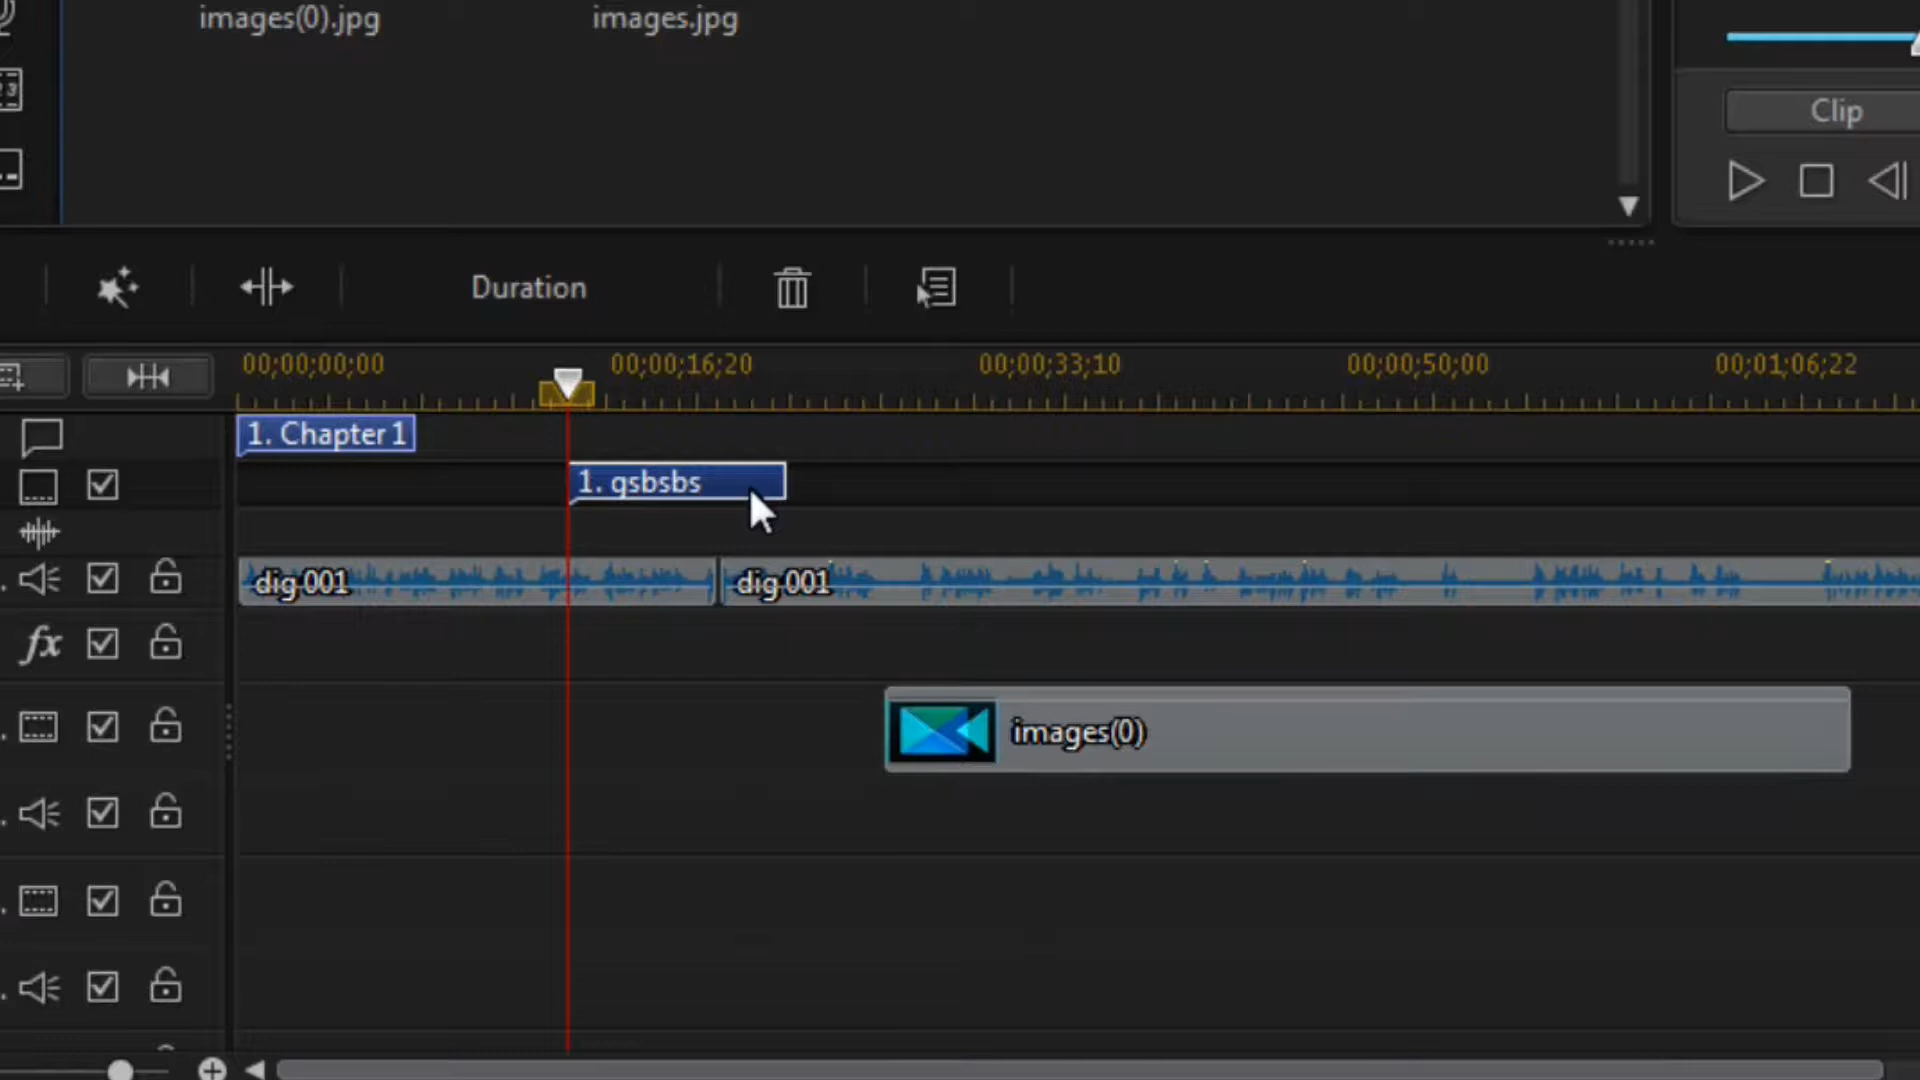 images(0).jpg
images.jpg
Clip
Duration
00;00;00;00
00;00;16;20
00;00;33;10
00;00;50;00
00;01;06;22
1. Chapter 1
1. gsbsbs
dig 001
dig 001
fx
images(0)